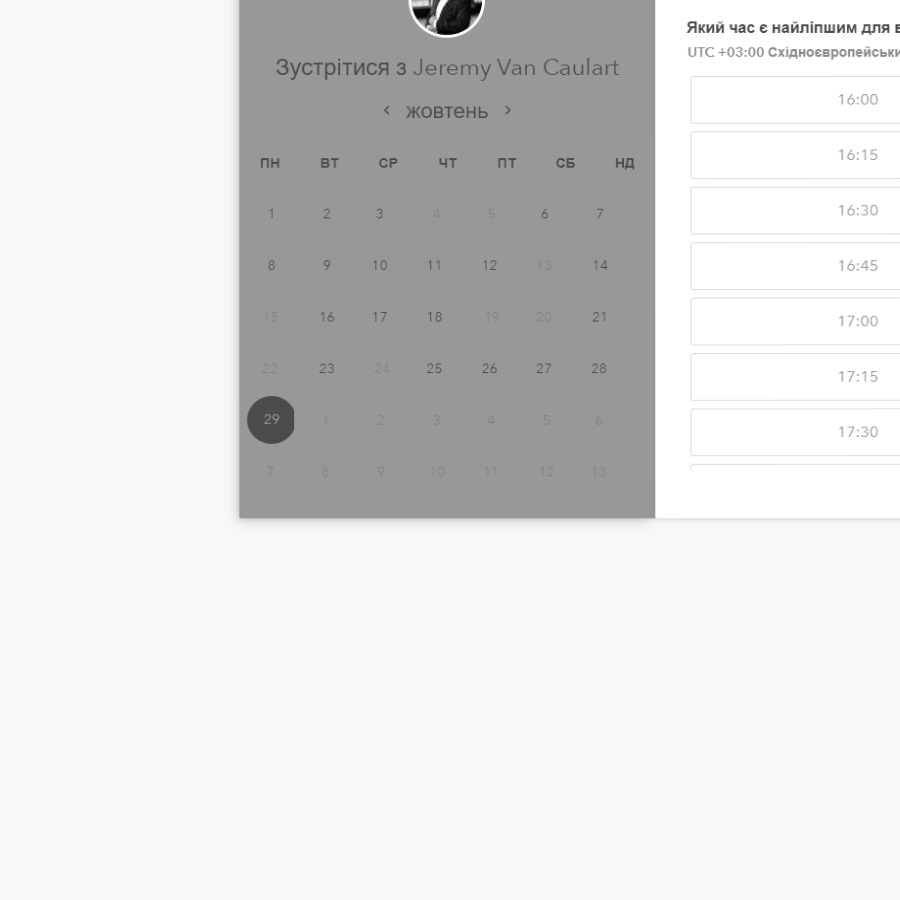 Зустрітися з Jeremy Van Caulart
жовтень
ПН ВТ СР ЧТ ПТ СБ НД
1 2 3 4 5 6 7
8 9 10 11 12 13 14
15 16 17 18 19 20 21
22 23 24 25 26 27 28
29 1 2 3 4 5 6
7 8 9 10 11 12 13
Який час є найліпшим для
UTC +03:00
16:00
16:15
16:30
16:45
17:00
17:15
17:30